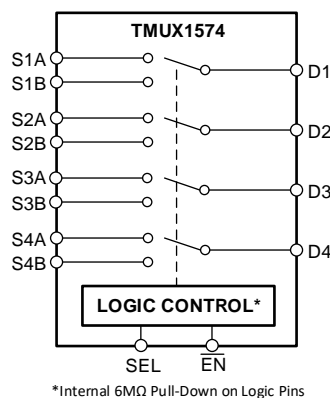 TMUX1574
S1A
S1B
D1
S2A
S2B
D2
S3A
S3B
D3
S4A
S4B
D4
LOGIC CONTROL*
SEL
EN
*Internal 6MΩ Pull-Down on Logic Pins